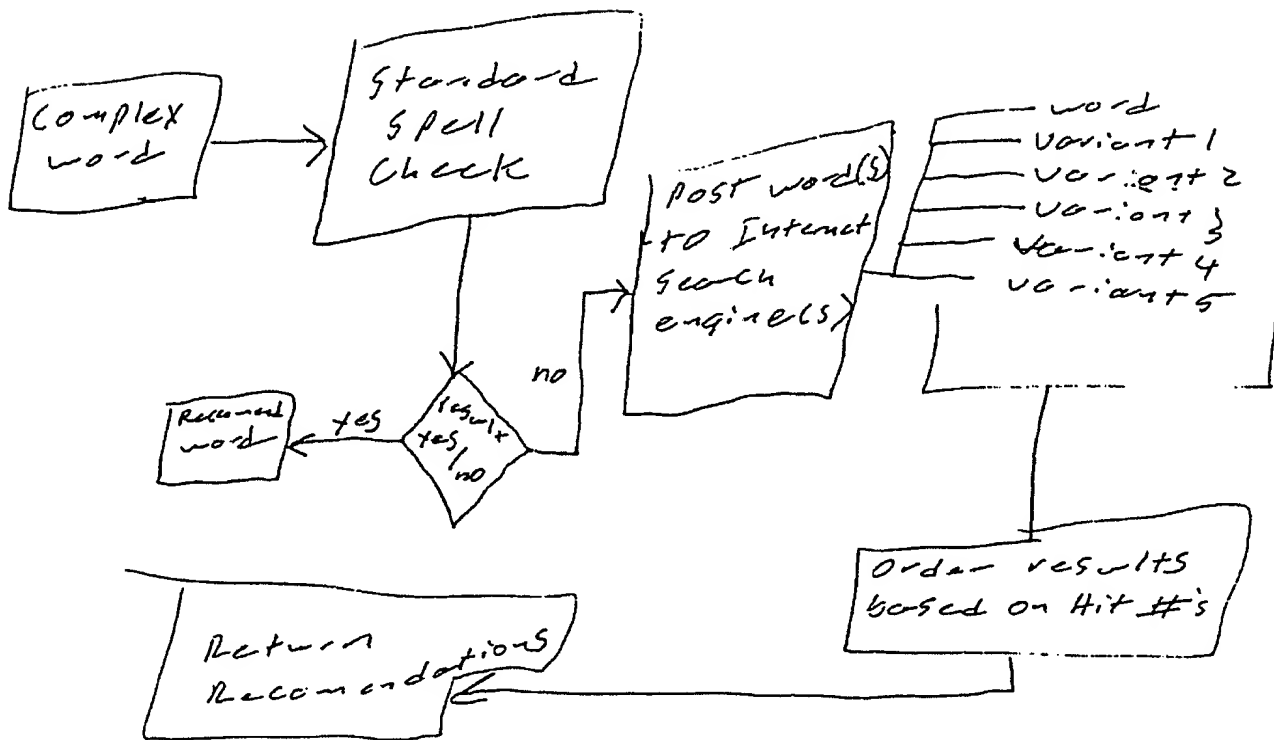 Complex
word
Standard
Spell
Check
Post word(s)
to Internet
Search
engine(s)
word
Variant 1
Variant 2
Variant 3
Variant 4
Variant 5
no
yes
result
yes/
no
Recomend
word
Order results
based on Hit #'s
Return
Recomendations